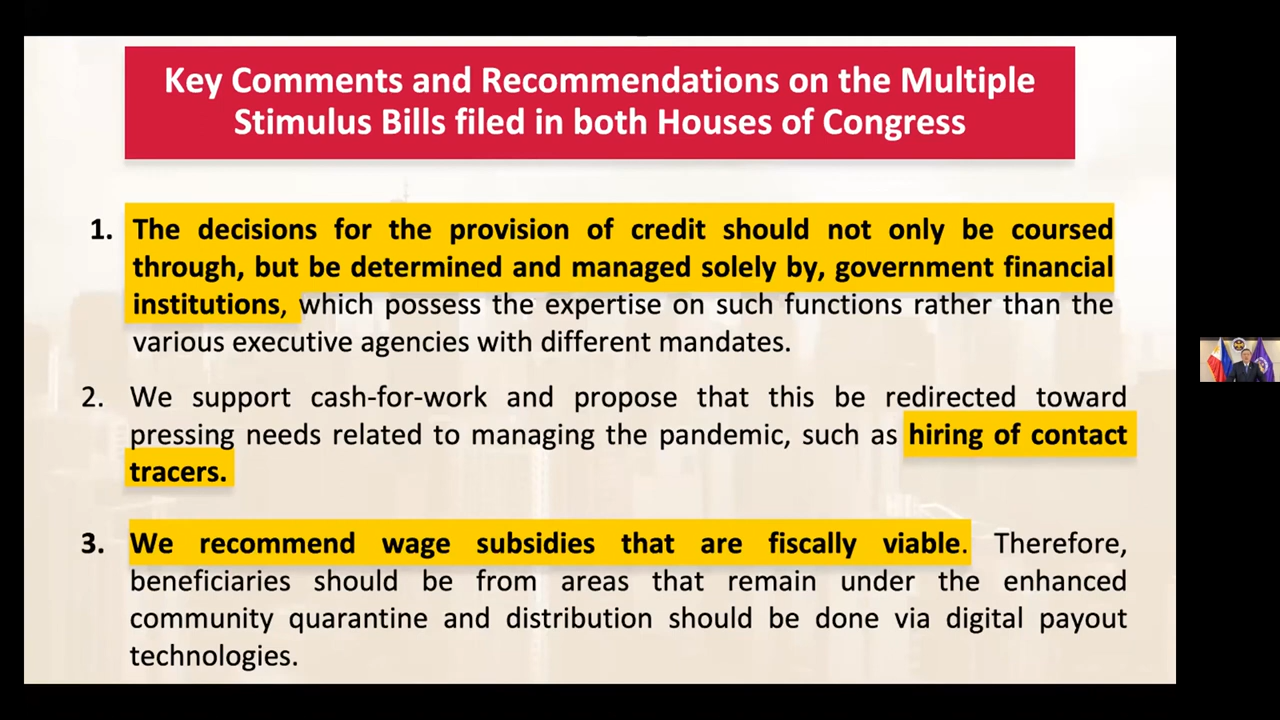 Key Comments and Recommendations on the Multiple
Stimulus Bills filed in both Houses of Congress
1. The decisions for the provision of credit should not only be coursed
through, but be determined and managed solely by, government financial
institutions, which possess the expertise on such functions rather than the
various executive agencies with different mandates.
2. We support cash-for-work and propose that this be redirected toward
pressing needs related to managing the pandemic, such as hiring of contact
tracers.
3. We recommend wage subsidies that are fiscally viable. Therefore,
beneficiaries should be from areas that remain under the enhanced
community quarantine and distribution should be done via digital payout
technologies.